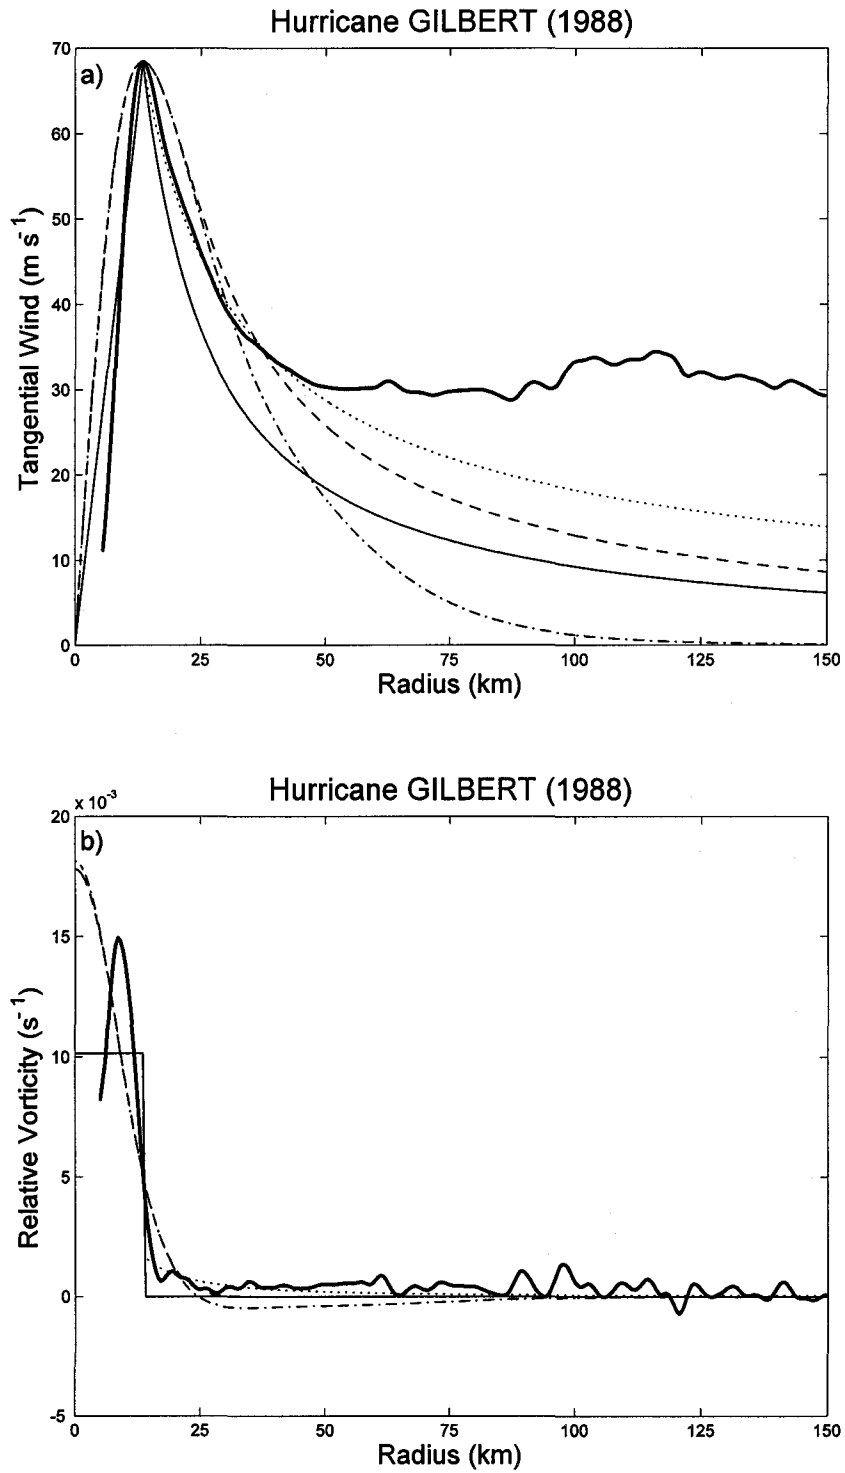 Hurricane GILBERT (1988)
a)
70
60
50
40
30
20
10
0
Tangential Wind (m s⁻¹)
0 25 50 75 100 125 150
Radius (km)
Hurricane GILBERT (1988)
x 10⁻³
b)
20
15
10
5
0
-5
Relative Vorticity (s⁻¹)
0 25 50 75 100 125 150
Radius (km)